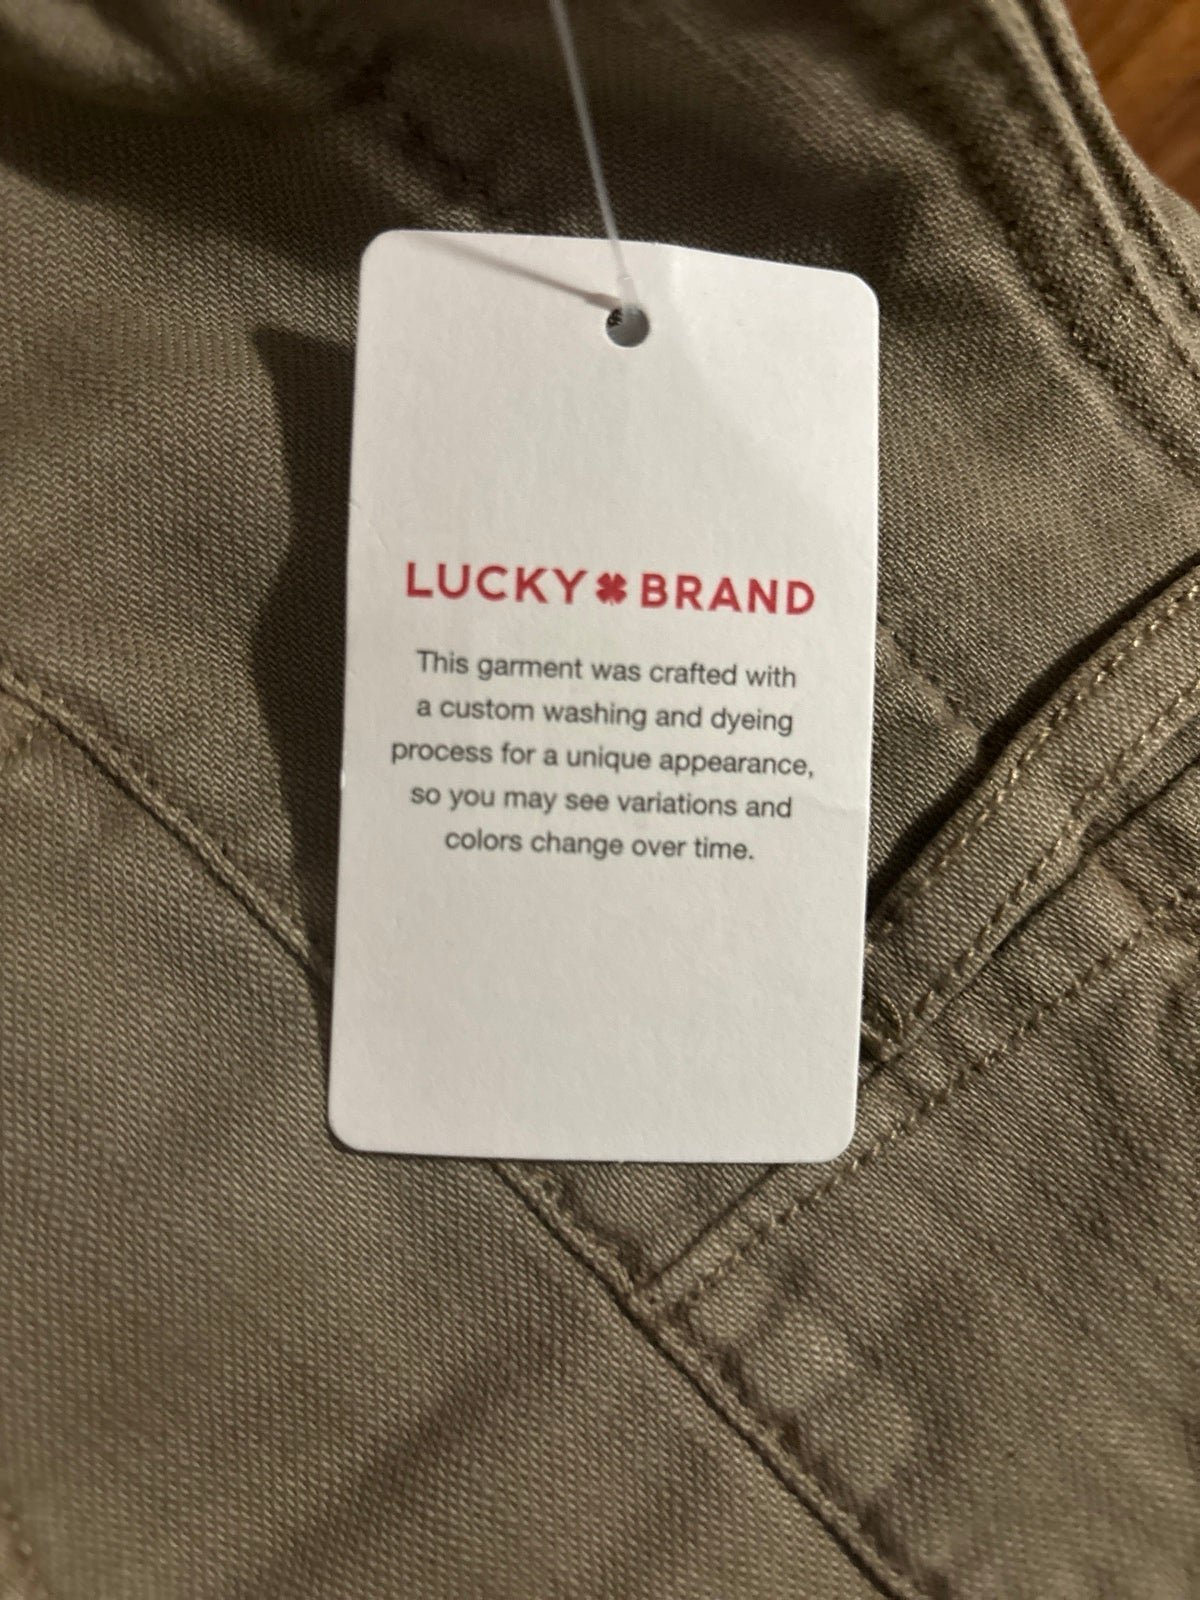 LUCKY BRAND
This garment was crafted with
a custom washing and dyeing
process for a unique appearance,
so you may see variations and
colors change over time.